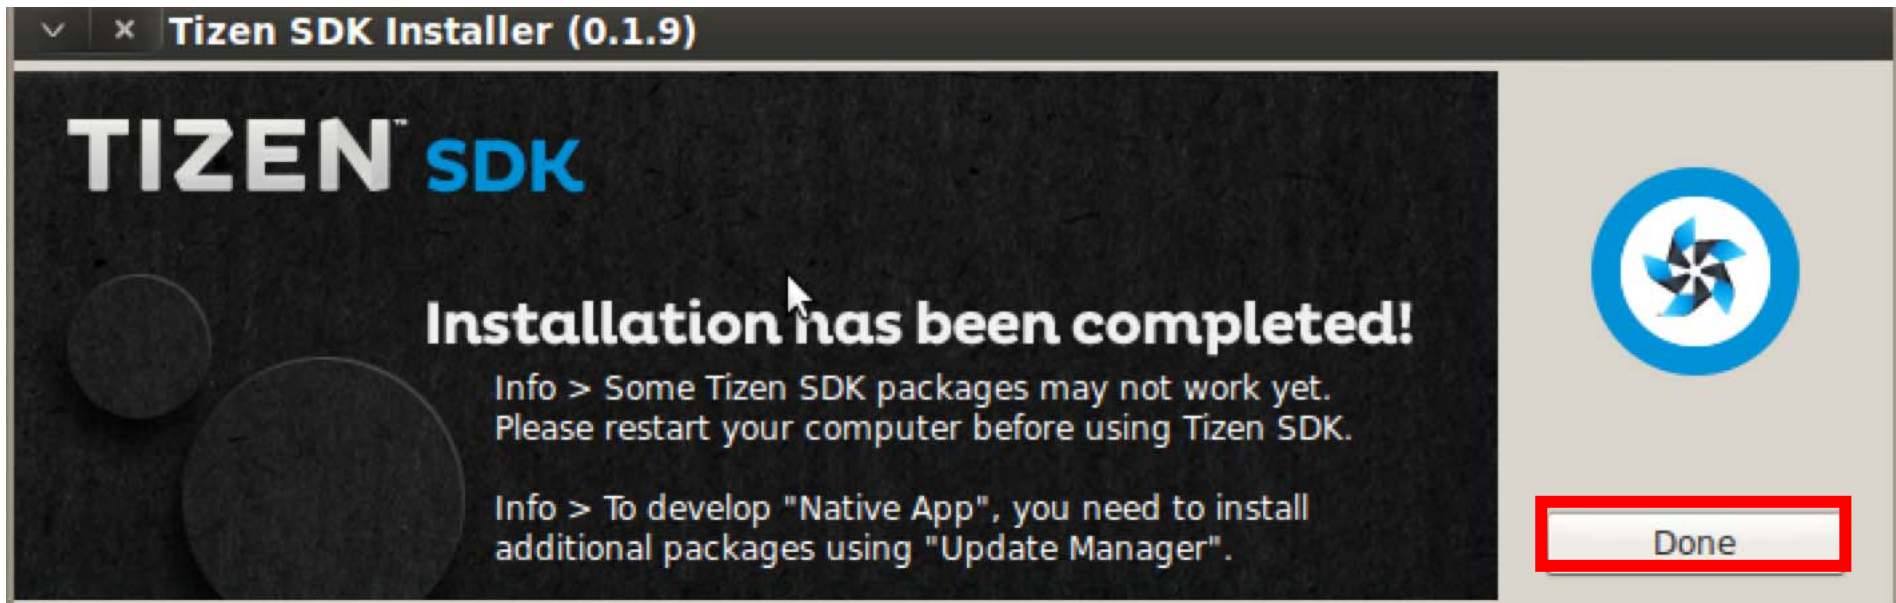 Tizen SDK Installer (0.1.9)
TIZEN™ SDK
Installation has been completed!
Info > Some Tizen SDK packages may not work yet.
Please restart your computer before using Tizen SDK.
Info > To develop "Native App", you need to install
additional packages using "Update Manager".
Done